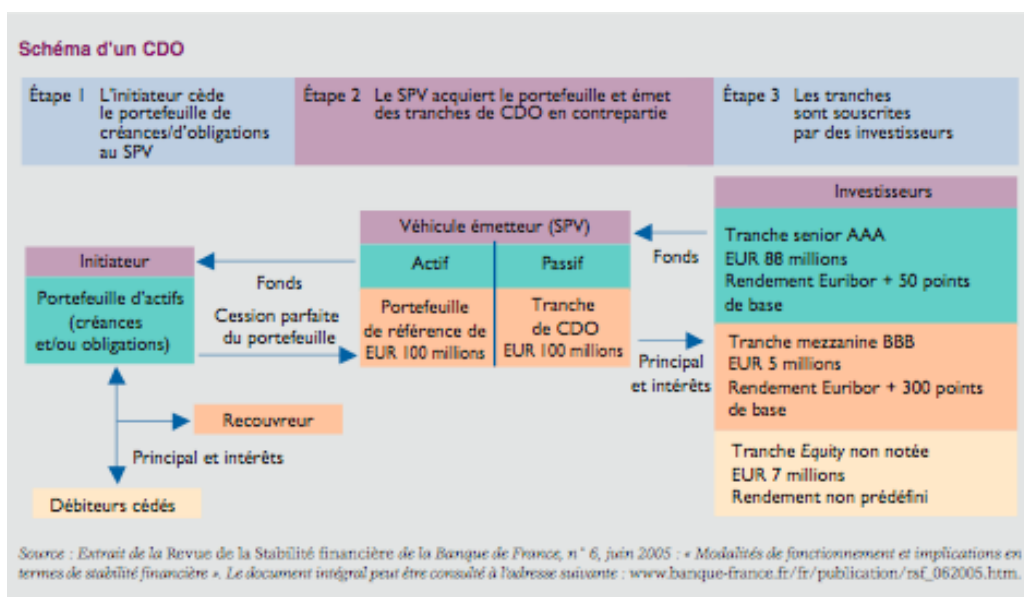 Schéma d'un CDO
Étape 1 L'initiateur cède
le portefeuille de
créances/d'obligations
au SPV
Étape 2 Le SPV acquiert le portefeuille et émet
des tranches de CDO en contrepartie
Étape 3 Les tranches
sont souscrites
par des investisseurs
Initiateur
Portefeuille d'actifs
(créances
et/ou obligations)
Fonds
Cession parfaite
du portefeuille
Véhicule émetteur (SPV)
Actif
Passif
Portefeuille
de référence de
EUR 100 millions
Tranche
de CDO
EUR 100 millions
Fonds
Principal
et intérêts
Investisseurs
Tranche senior AAA
EUR 88 millions
Rendement Euribor + 50 points
de base
Tranche mezzanine BBB
EUR 5 millions
Rendement Euribor + 300 points
de base
Tranche Equity non notée
EUR 7 millions
Rendement non prédéfini
Recouvreur
Principal et intérêts
Débiteurs cédés
Source : Extrait de la Revue de la Stabilité financière de la Banque de France, n° 6, juin 2005 : « Modalités de fonctionnement et implications en
termes de stabilité financière ». Le document intégral peut être consulté à l'adresse suivante : www.banque-france.fr/fr/publication/rsf_062005.htm.